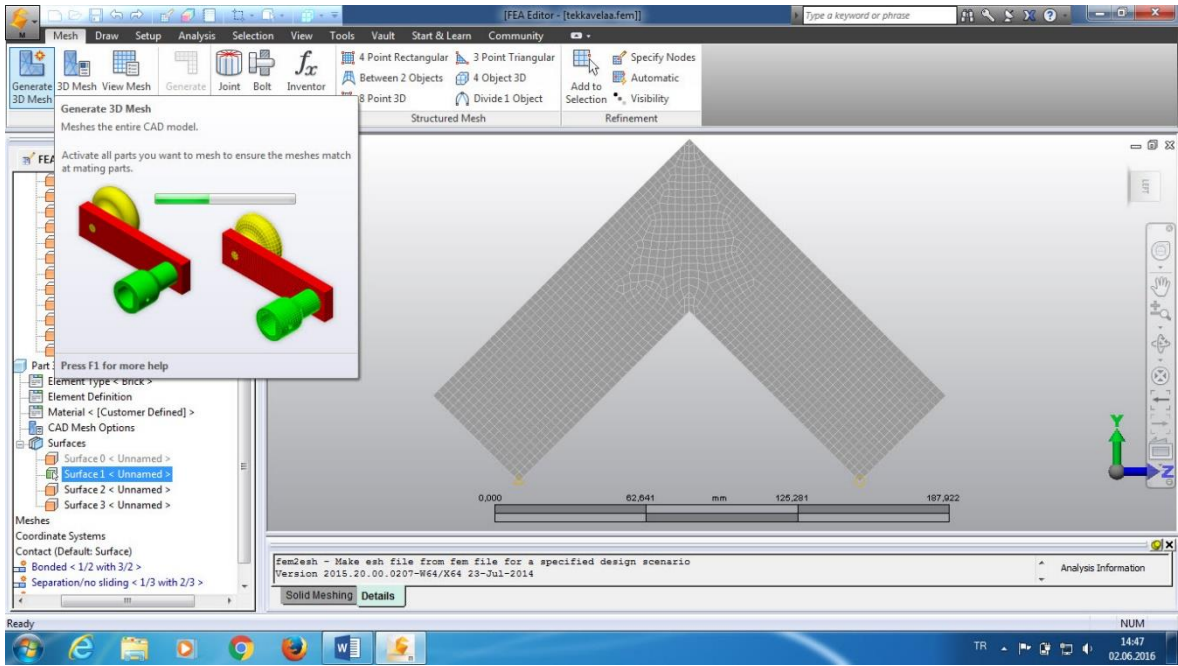 [FEA Editor - [tekkavelaa.fem]]
Type a keyword or phrase
M
Mesh Draw Setup Analysis Selection View Tools Vault Start & Learn Community
Generate 3D Mesh
3D Mesh
View Mesh
Generate
Joint
Bolt
Inventor
4 Point Rectangular
3 Point Triangular
Between 2 Objects
4 Object 3D
8 Point 3D
Divide 1 Object
Structured Mesh
Add to Selection
Specify Nodes
Automatic
Visibility
Refinement
Generate 3D Mesh
Meshes the entire CAD model.
Activate all parts you want to mesh to ensure the meshes match
at mating parts.
Press F1 for more help
FEA
Part
Element Type < Brick >
Element Definition
Material < [Customer Defined] >
CAD Mesh Options
Surfaces
Surface 0 < Unnamed >
Surface 1 < Unnamed >
Surface 2 < Unnamed >
Surface 3 < Unnamed >
Meshes
Coordinate Systems
Contact (Default: Surface)
Bonded < 1/2 with 3/2 >
Separation/no sliding < 1/3 with 2/3 >
LEFT
Y
Z
0,000 62,641 mm 125,281 187,922
fem2esh - Make esh file from fem file for a specified design scenario
Version 2015.20.00.0207-W64/X64 23-Jul-2014
Analysis Information
Solid Meshing Details
Ready
NUM
TR
14:47
02.06.2016